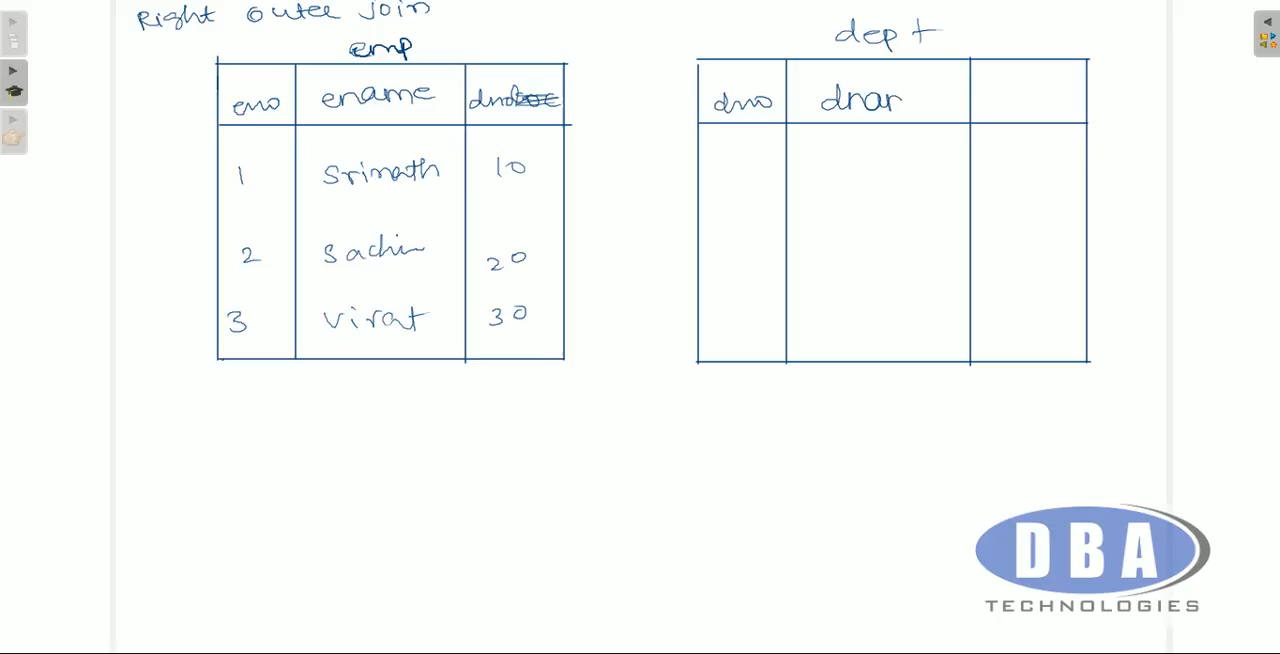 Right outer join
emp
dept
eno ename dno
dno dnar
1 srinath 10
2 sachin 20
3 virat 30
DBA
TECHNOLOGIES